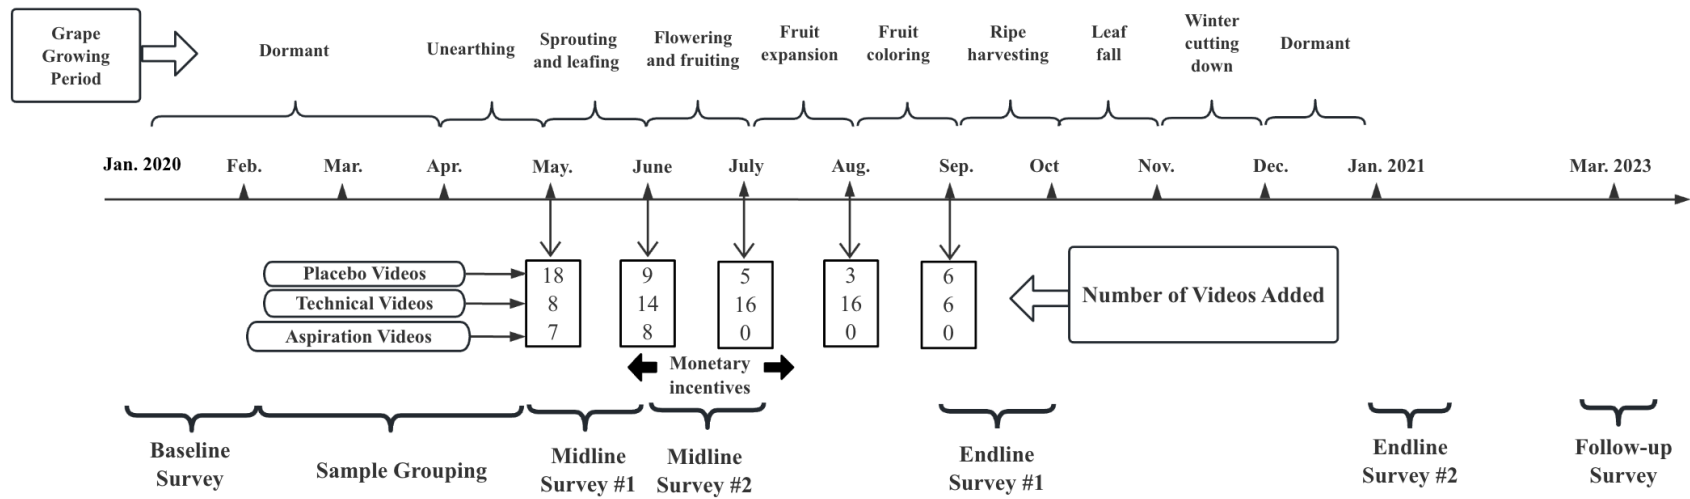 Grape
Growing
Period
Dormant
Unearthing
Sprouting
and leafing
Flowering
and fruiting
Fruit
expansion
Fruit
coloring
Ripe
harvesting
Leaf
fall
Winter
cutting
down
Dormant
Jan. 2020
Feb.
Mar.
Apr.
May.
June
July
Aug.
Sep.
Oct
Nov.
Dec.
Jan. 2021
Mar. 2023
Placebo Videos
18
9
5
3
6
Technical Videos
8
14
16
16
6
Aspiration Videos
7
8
0
0
0
Number of Videos Added
Monetary
incentives
Baseline
Survey
Sample Grouping
Midline
Survey #1
Midline
Survey #2
Endline
Survey #1
Endline
Survey #2
Follow-up
Survey